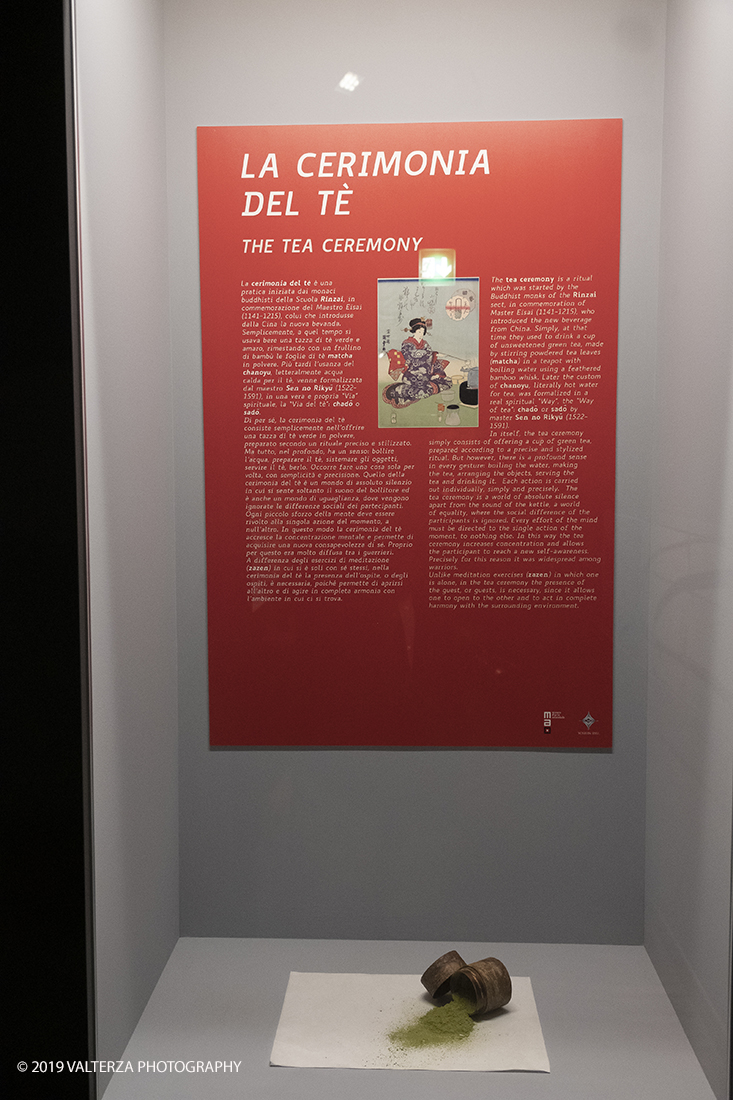 LA CERIMONIA
DEL TÈ
THE TEA CEREMONY
La cerimonia del tè è una
pratica iniziata dai monaci
buddhisti della Scuola Rinzai, in
commemorazione del Maestro Eisai
(1141-1215), colui che introdusse
dalla Cina la nuova bevanda.
Semplicemente, a quel tempo si
usava bere una tazza di tè verde e
amaro, rimestando con un frullino
di bambù le foglie di tè matcha
in polvere. Più tardi l'usanza del
chanoyu, letteralmente acqua
calda per il tè, venne formalizzata
dal maestro Sen no Rikyū (1522-
1591), in una vera e propria "Via"
spirituale, la "Via del tè": chadō o
sadō.
Di per sé, la cerimonia del tè
consiste semplicemente nell'offrire
una tazza di tè verde in polvere,
preparato secondo un rituale preciso e stilizzato.
Ma tutto, nel profondo, ha un senso: bollire
l'acqua, preparare il tè, sistemare gli oggetti,
servire il tè, berlo. Occorre fare una cosa sola per
volta, con semplicità e precisione. Quello della
cerimonia del tè è un mondo di assoluto silenzio
in cui si sente soltanto il suono del bollitore ed
è anche un mondo di uguaglianza, dove vengono
ignorate le differenze sociali dei partecipanti.
Ogni piccolo sforzo della mente deve essere
rivolto alla singola azione del momento, a
null'altro. In questo modo la cerimonia del tè
accresce la concentrazione mentale e permette di
acquisire una nuova consapevolezza di sé. Proprio
per questo era molto diffusa tra i guerrieri.
A differenza degli esercizi di meditazione
(zazen) in cui si è soli con sé stessi, nella
cerimonia del tè la presenza dell'ospite, o degli
ospiti, è necessaria, poiché permette di aprirsi
all'altro e di agire in completa armonia con
l'ambiente in cui ci si trova.
The tea ceremony is a ritual
which was started by the
Buddhist monks of the Rinzai
sect, in commemoration of
Master Eisai (1141-1215), who
introduced the new beverage
from China. Simply, at that
time they used to drink a cup
of unsweetened green tea, made
by stirring powdered tea leaves
(matcha) in a teapot with
boiling water using a feathered
bamboo whisk. Later the custom
of chanoyu, literally hot water
for tea, was formalized in a
real spiritual "Way", the "Way
of tea": chadō or sadō by
master Sen no Rikyū (1522-
1591).
In itself, the tea ceremony
simply consists of offering a cup of green tea,
prepared according to a precise and stylized
ritual. But however, there is a profound sense
in every gesture: boiling the water, making
the tea, arranging the objects, serving the
tea and drinking it. Each action is carried
out individually, simply and precisely. The
tea ceremony is a world of absolute silence
apart from the sound of the kettle, a world
of equality, where the social difference of the
participants is ignored. Every effort of the mind
must be directed to the single action of the
moment, to nothing else. In this way the tea
ceremony increases concentration and allows
the participant to reach a new self-awareness.
Precisely for this reason it was widespread among
warriors.
Unlike meditation exercises (zazen) in which one
is alone, in the tea ceremony the presence of
the guest, or guests, is necessary, since it allows
one to open to the other and to act in complete
harmony with the surrounding environment.
ma
© 2019 VALTERZA PHOTOGRAPHY